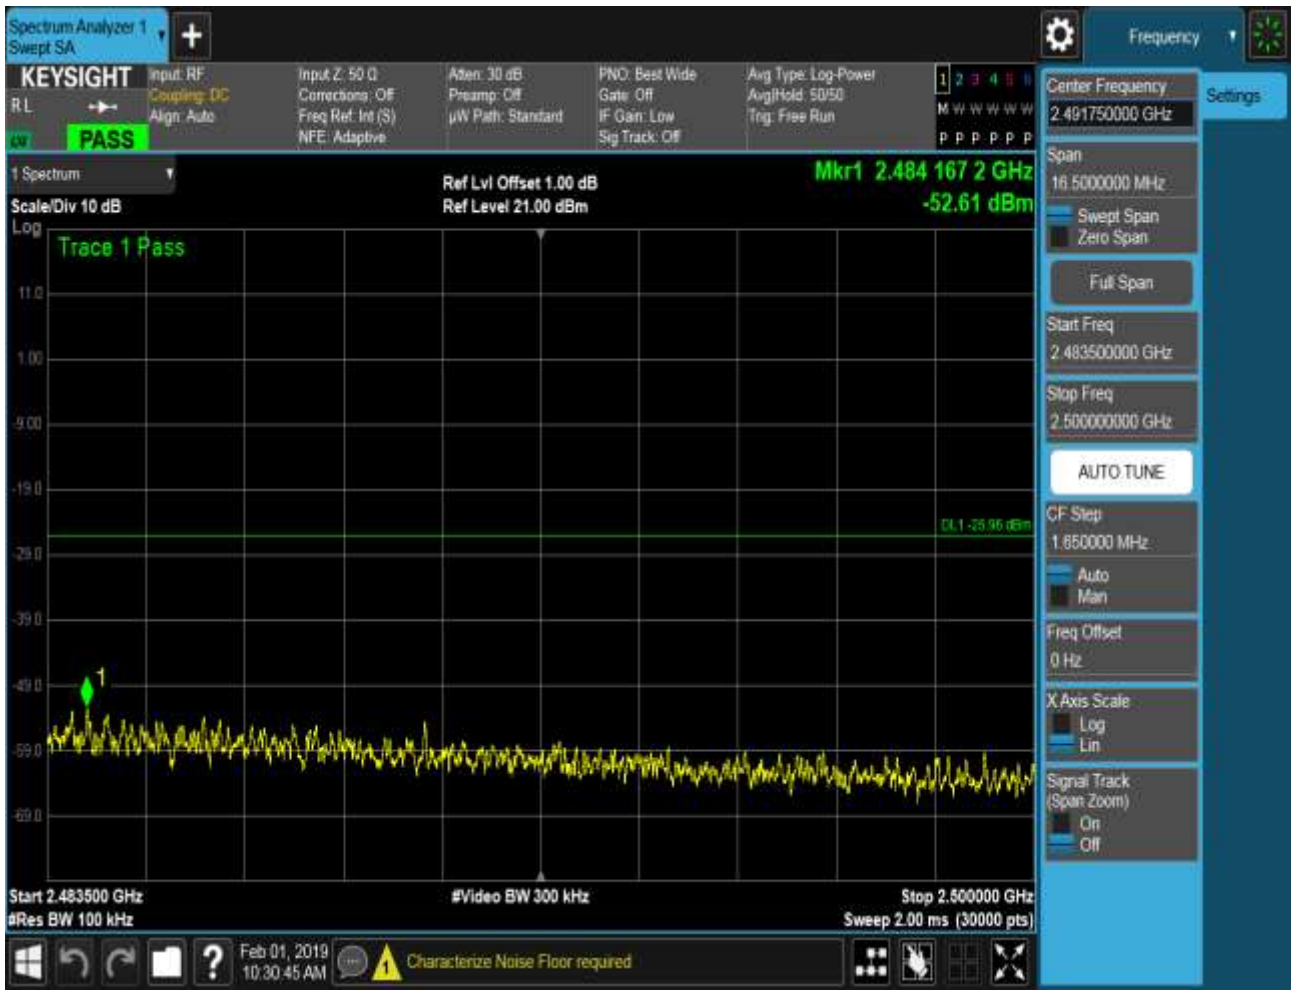 Spectrum Analyzer 1
Swept SA
+
Frequency
KEYSIGHT
R L
PASS
Input: RF
Coupling: DC
Align: Auto
Input Z: 50 Ω
Corrections: Off
Freq Ref: Int (S)
NFE: Adaptive
Atten: 30 dB
Preamp: Off
µW Path: Standard
PNO: Best Wide
Gate: Off
IF Gain: Low
Sig Track: Off
Avg Type: Log-Power
Avg|Hold: 50/50
Trig: Free Run
1 2 3 4 5 6
M W W W W W
P P P P P P
1 Spectrum
Scale/Div 10 dB
Ref Lvl Offset 1.00 dB
Ref Level 21.00 dBm
Mkr1 2.484 167 2 GHz
-52.61 dBm
Log
Trace 1 Pass
11.0
1.00
-9.00
-19.0
DL1 -25.96 dBm
-29.0
-39.0
1
-49.0
-59.0
-69.0
Start 2.483500 GHz
#Video BW 300 kHz
Stop 2.500000 GHz
#Res BW 100 kHz
Sweep 2.00 ms (30000 pts)
Center Frequency
2.491750000 GHz
Settings
Span
16.5000000 MHz
Swept Span
Zero Span
Full Span
Start Freq
2.483500000 GHz
Stop Freq
2.500000000 GHz
AUTO TUNE
CF Step
1.650000 MHz
Auto
Man
Freq Offset
0 Hz
X Axis Scale
Log
Lin
Signal Track
(Span Zoom)
On
Off
?
Feb 01, 2019
10:30:45 AM
1
Characterize Noise Floor required